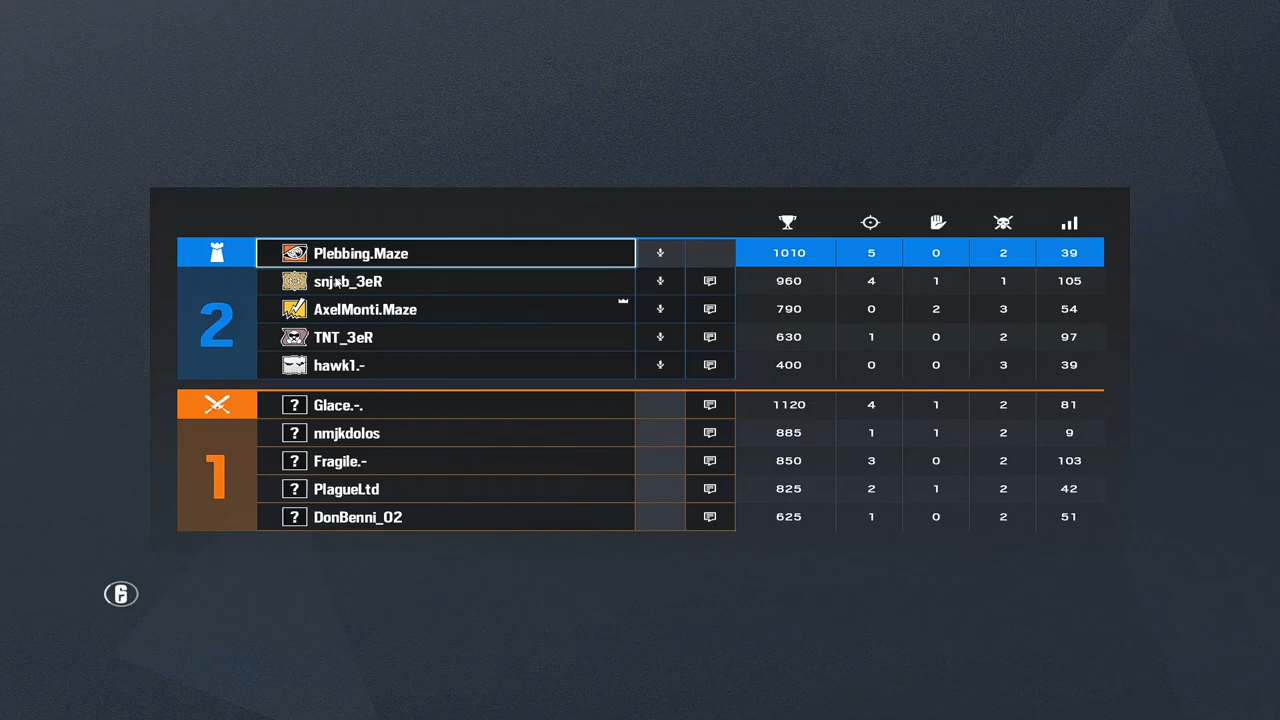 Plebbing.Maze 1010 5 0 2 39
960 4 1 1 105
AxelMonti.Maze 790 0 2 3 54
2
TNT_3eR 630 1 0 2 97
hawk1.- 400 0 0 3 39
? Glace.-. 1120 4 1 2 81
? nmjkdolos 885 1 1 2 9
? Fragile.- 850 3 0 2 103
1
? PlagueLtd 825 2 1 2 42
? DonBenni_02 625 1 0 2 51
6